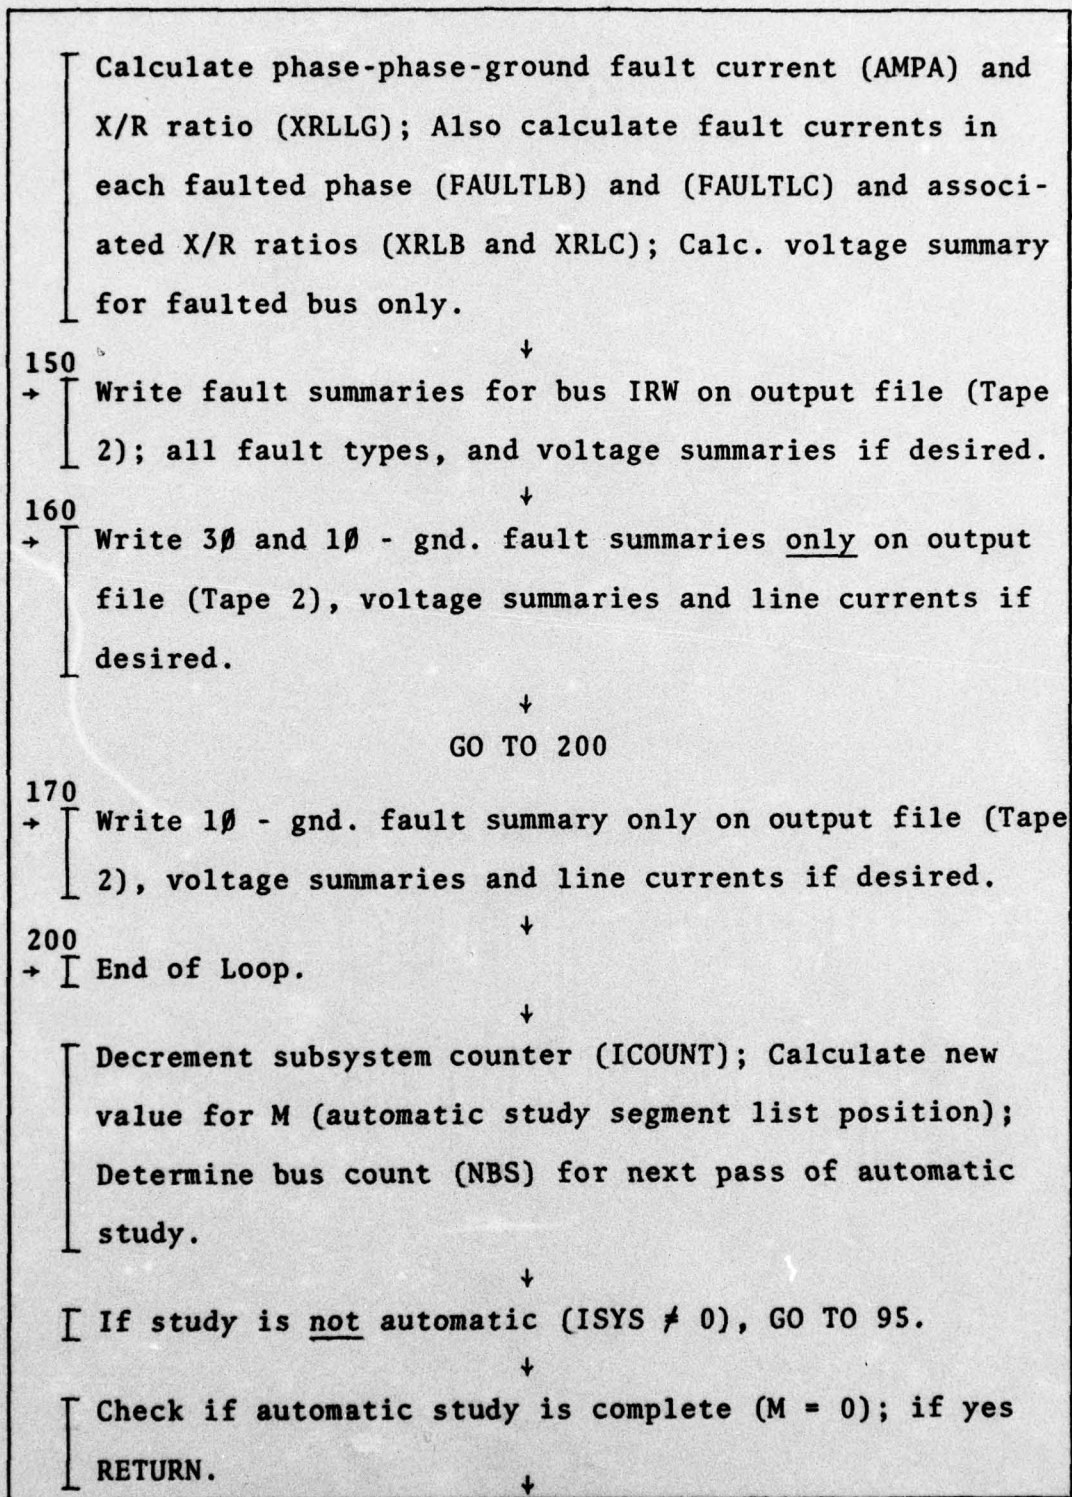 Calculate phase-phase-ground fault current (AMPA) and
X/R ratio (XRLLG); Also calculate fault currents in
each faulted phase (FAULTLB) and (FAULTLC) and associ-
ated X/R ratios (XRLB and XRLC); Calc. voltage summary
for faulted bus only.
↓
150
→ Write fault summaries for bus IRW on output file (Tape
2); all fault types, and voltage summaries if desired.
↓
160
→ Write 3Ø and 1Ø - gnd. fault summaries only on output
file (Tape 2), voltage summaries and line currents if
desired.
↓
GO TO 200
170
→ Write 1Ø - gnd. fault summary only on output file (Tape
2), voltage summaries and line currents if desired.
↓
200
→ End of Loop.
↓
Decrement subsystem counter (ICOUNT); Calculate new
value for M (automatic study segment list position);
Determine bus count (NBS) for next pass of automatic
study.
↓
If study is not automatic (ISYS ≠ 0), GO TO 95.
↓
Check if automatic study is complete (M = 0); if yes
RETURN.
↓